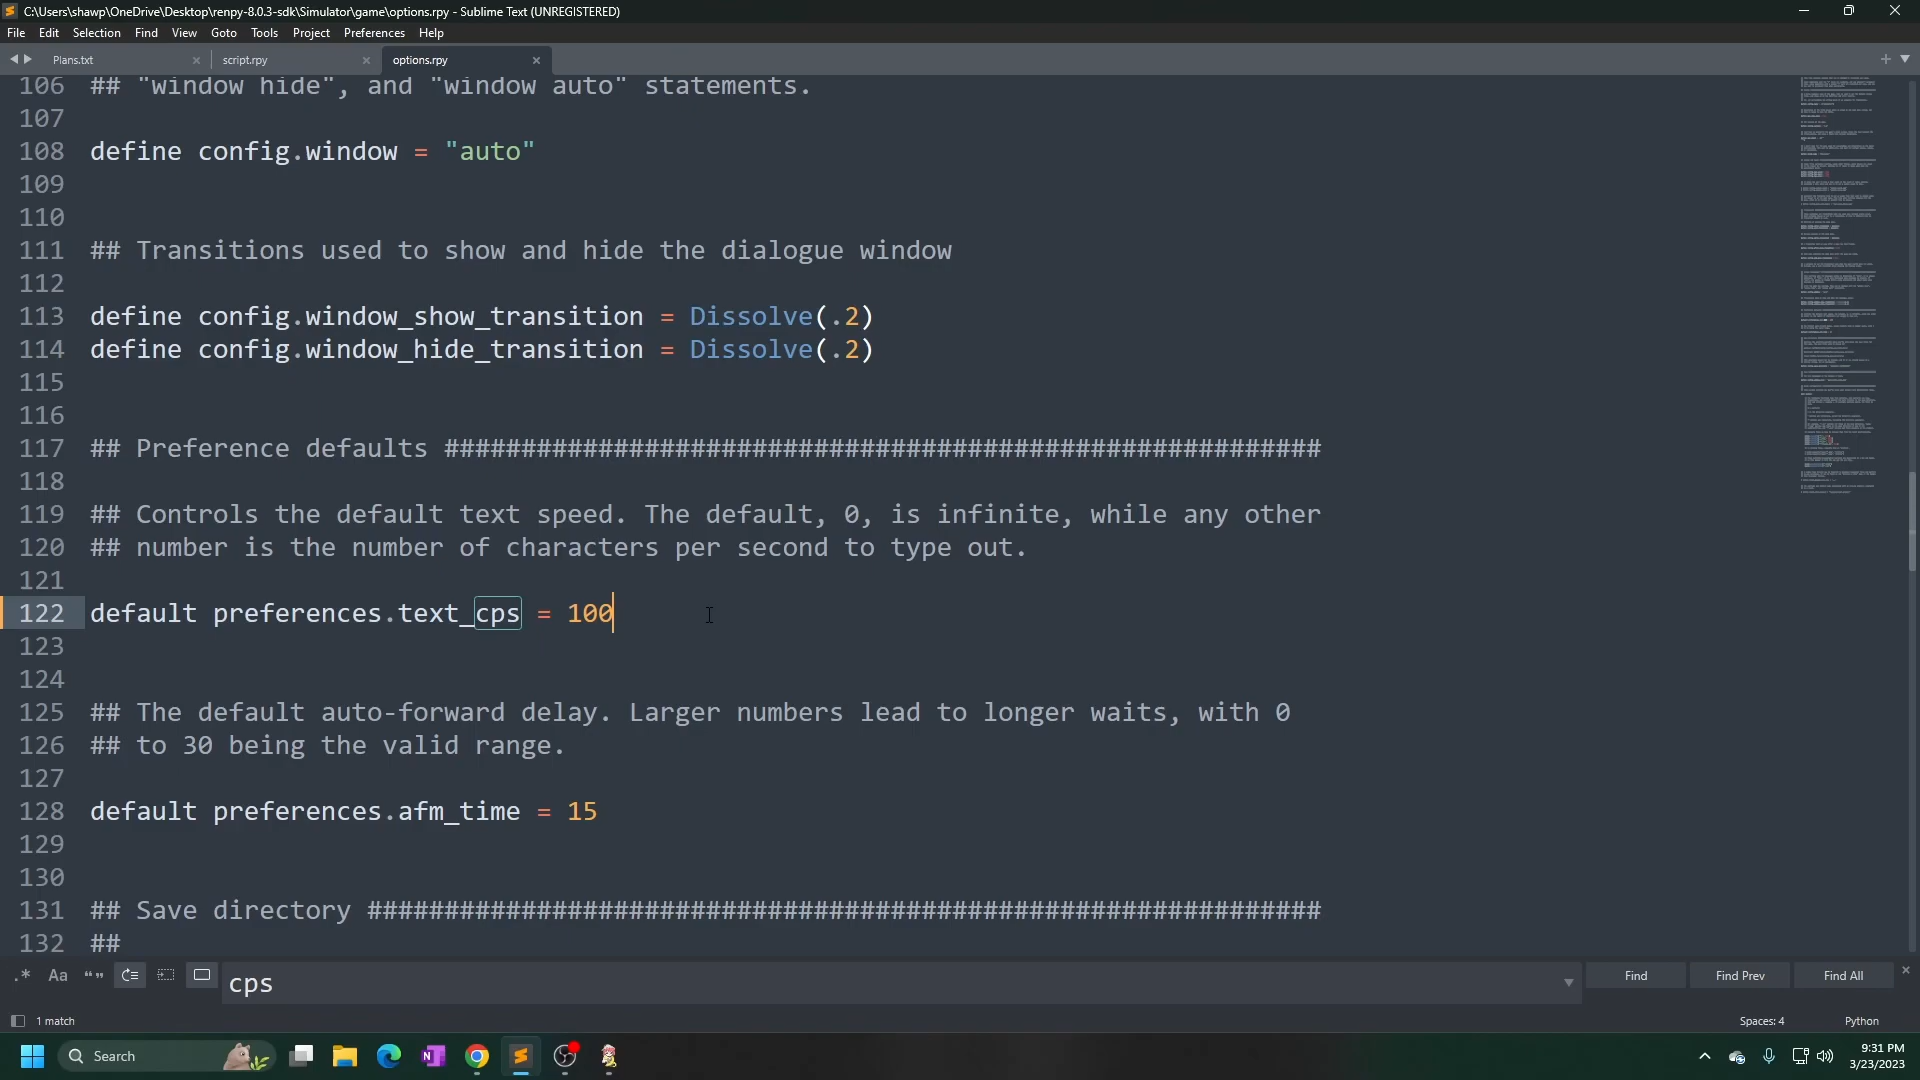 C:\Users\shawp\OneDrive\Desktop\renpy-8.0.3-sdk\Simulator\game\options.rpy - Sublime Text (UNREGISTERED)
File Edit Selection Find View Goto Tools Project Preferences Help
Plans.txt script.rpy options.rpy
106 ## "window hide", and "window auto" statements.
107
108 define config.window = "auto"
109
110
111 ## Transitions used to show and hide the dialogue window
112
113 define config.window_show_transition = Dissolve(.2)
114 define config.window_hide_transition = Dissolve(.2)
115
116
117 ## Preference defaults #########################################################
118
119 ## Controls the default text speed. The default, 0, is infinite, while any other
120 ## number is the number of characters per second to type out.
121
122 default preferences.text_cps = 100
123
124
125 ## The default auto-forward delay. Larger numbers lead to longer waits, with 0
126 ## to 30 being the valid range.
127
128 default preferences.afm_time = 15
129
130
131 ## Save directory ##############################################################
132 ##
.* Aa “” cps Find Find Prev Find All
1 match Spaces: 4 Python
Search 9:31 PM
3/23/2023